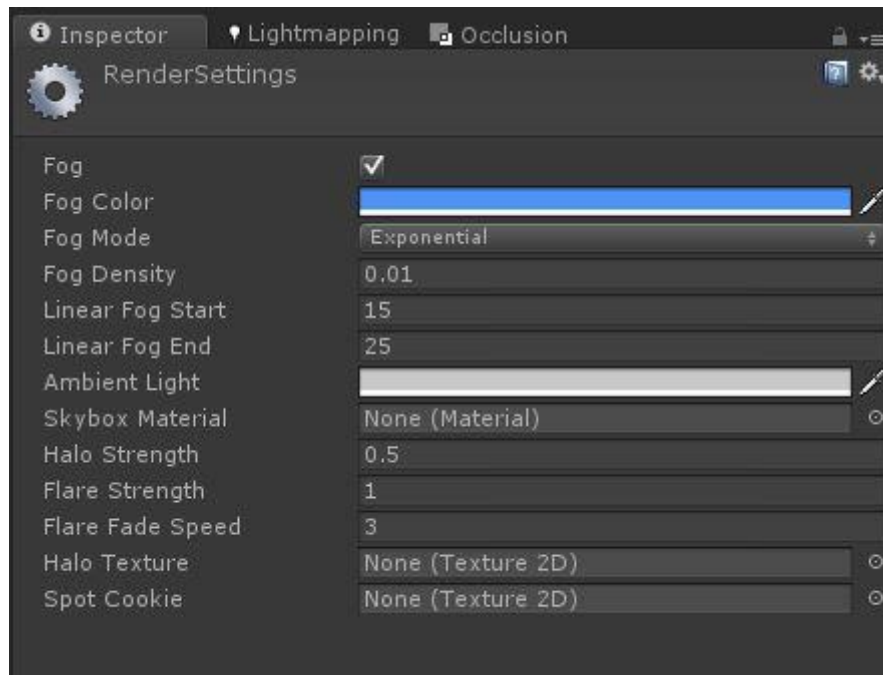 Inspector Lightmapping Occlusion
RenderSettings
Fog
Fog Color
Fog Mode Exponential
Fog Density 0.01
Linear Fog Start 15
Linear Fog End 25
Ambient Light
Skybox Material None (Material)
Halo Strength 0.5
Flare Strength 1
Flare Fade Speed 3
Halo Texture None (Texture 2D)
Spot Cookie None (Texture 2D)